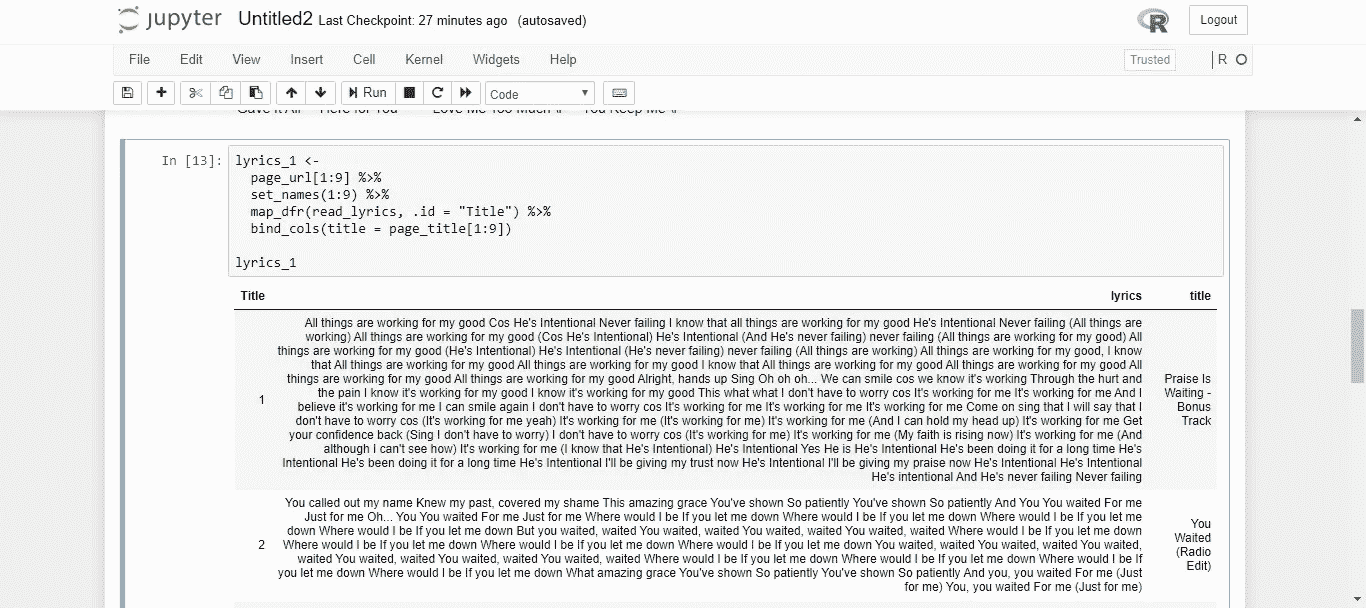 jupyter Untitled2 Last Checkpoint: 27 minutes ago (autosaved)
R
Logout
File Edit View Insert Cell Kernel Widgets Help
Trusted
R
Run
Code
Gave It All Here for You Love Me Too Much You Keep Me
In [13]:
lyrics_1 <-
page_url[1:9] %>%
set_names(1:9) %>%
map_dfr(read_lyrics, .id = "Title") %>%
bind_cols(title = page_title[1:9])
lyrics_1
Title lyrics title
All things are working for my good Cos He's Intentional Never failing I know that all things are working for my good He's Intentional Never failing (All things are
working) All things are working for my good (Cos He's Intentional) He's Intentional (And He's never failing) never failing (All things are working for my good) All
things are working for my good (He's Intentional) He's Intentional (He's never failing) never failing (All things are working) All things are working for my good, I know
that All things are working for my good All things are working for my good I know that All things are working for my good All things are working for my good All
things are working for my good All things are working for my good Alright, hands up Sing Oh oh oh... We can smile cos we know it's working Through the hurt and
the pain I know it's working for my good I know it's working for my good This what what I don't have to worry cos It's working for me It's working for me And I
believe it's working for me I can smile again I don't have to worry cos It's working for me It's working for me It's working for me Come on sing that I will say that I
don't have to worry cos (It's working for me yeah) It's working for me (It's working for me) It's working for me (And I can hold my head up) It's working for me Get
your confidence back (Sing I don't have to worry) I don't have to worry cos (It's working for me) It's working for me (My faith is rising now) It's working for me (And
although I can't see how) It's working for me (I know that He's Intentional) He's Intentional Yes He is He's Intentional He's been doing it for a long time He's
Intentional He's been doing it for a long time He's Intentional I'll be giving my trust now He's Intentional I'll be giving my praise now He's Intentional He's Intentional
He's intentional And He's never failing Never failing
1
Praise Is
Waiting -
Bonus
Track
You called out my name Knew my past, covered my shame This amazing grace You've shown So patiently You've shown So patiently And You You waited For me
Just for me Oh... You You waited For me Just for me Where would I be If you let me down Where would I be If you let me down Where would I be If you let me
down Where would I be If you let me down But you waited, waited You waited, waited You waited, waited You waited, waited Where would I be If you let me down
Where would I be If you let me down Where would I be If you let me down Where would I be If you let me down You waited, waited You waited, waited You waited,
waited You waited, waited You waited, waited You waited, waited Where would I be If you let me down Where would I be If you let me down Where would I be If
you let me down Where would I be If you let me down What amazing grace You've shown So patiently You've shown So patiently And you, you waited For me (Just
for me) You, you waited For me (Just for me)
2
You
Waited
(Radio
Edit)